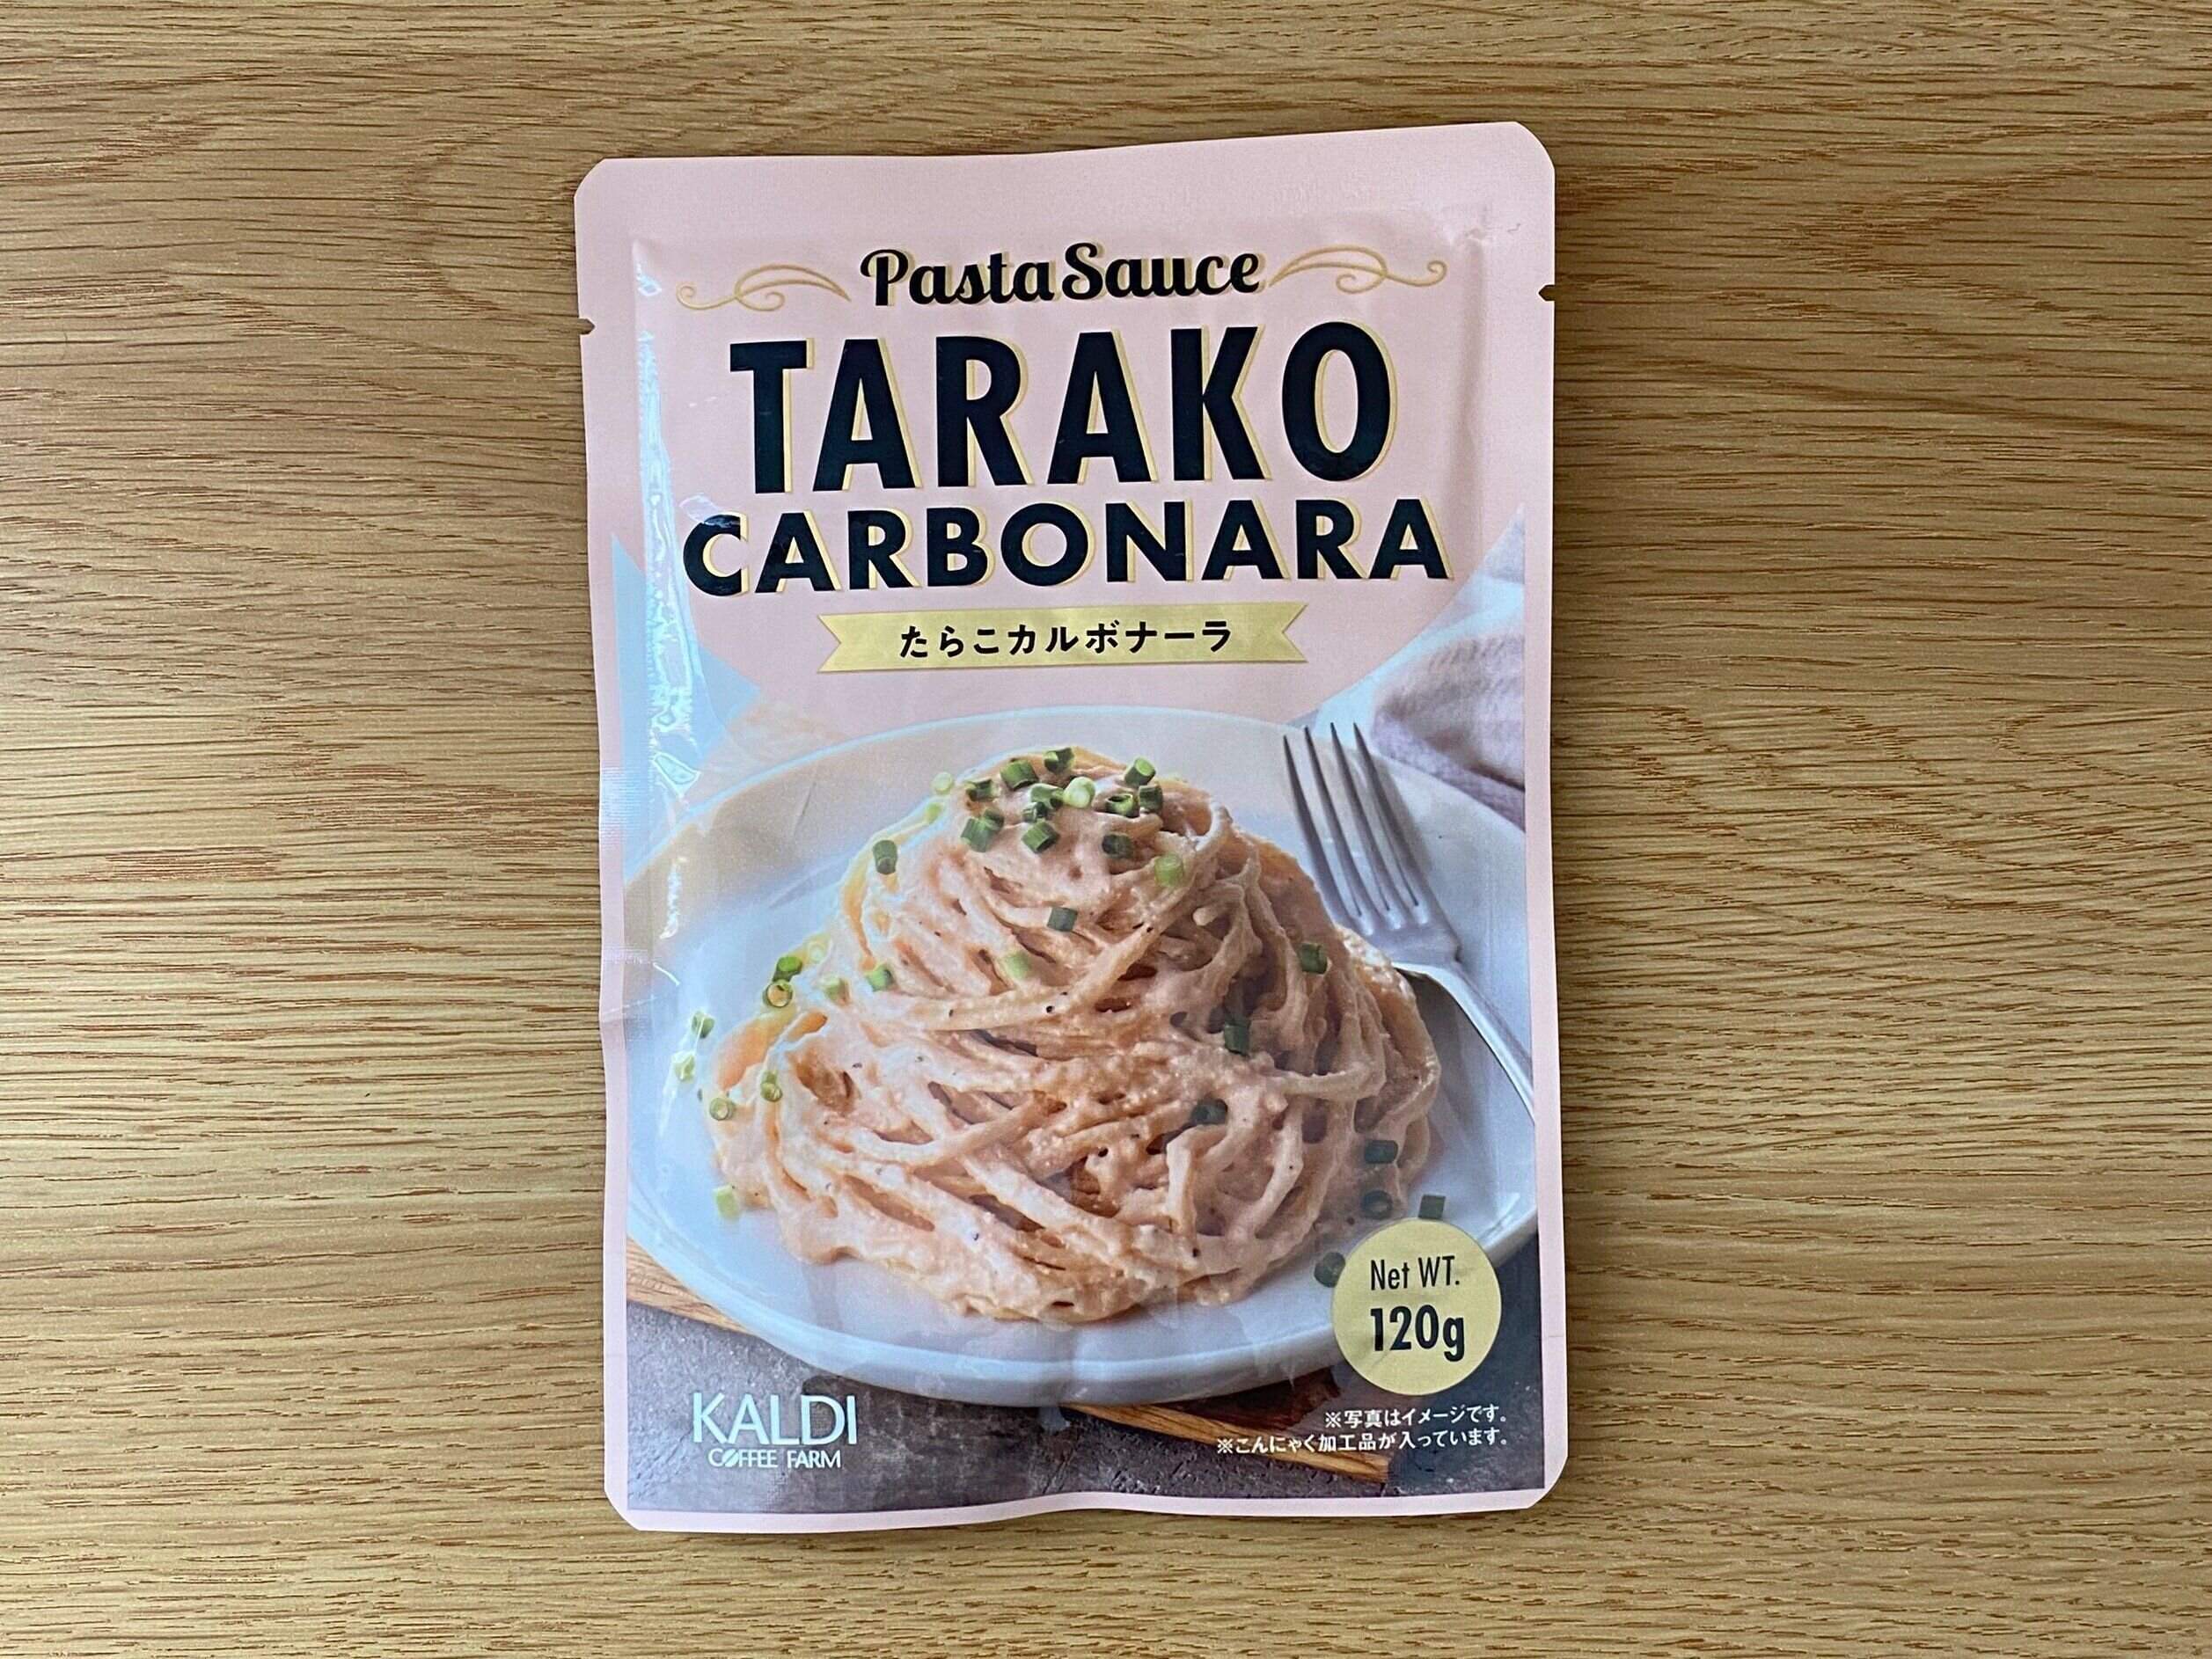 Pasta Sauce
TARAKO
CARBONARA
たらこカルボナーラ
Net WT.
120g
KALDI
COFFEE FARM
※写真はイメージです。
※こんにゃく加工品が入っています。